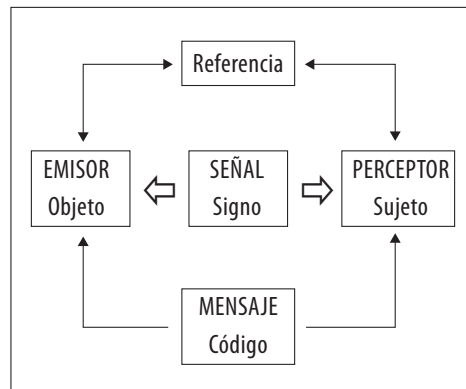 Referencia
EMISOR
Objeto
SEÑAL
Signo
PERCEPTOR
Sujeto
MENSAJE
Código